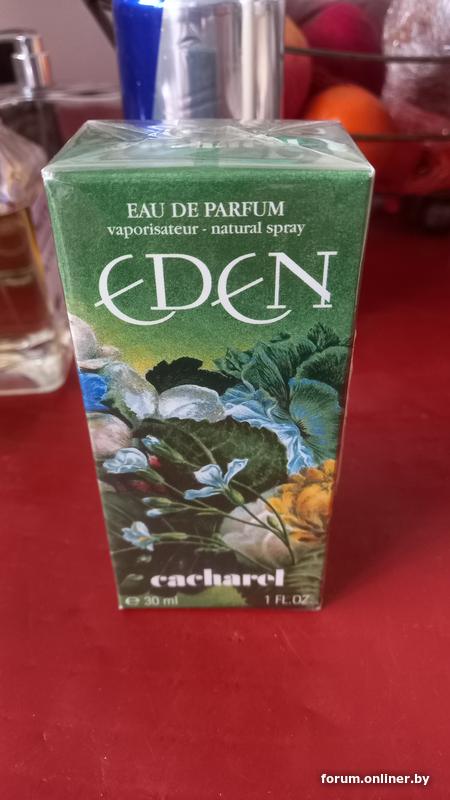 EAU DE PARFUM
vaporisateur - natural spray
EDEN
cacharel
℮ 30 ml 1 FL.OZ.
forum.onliner.by